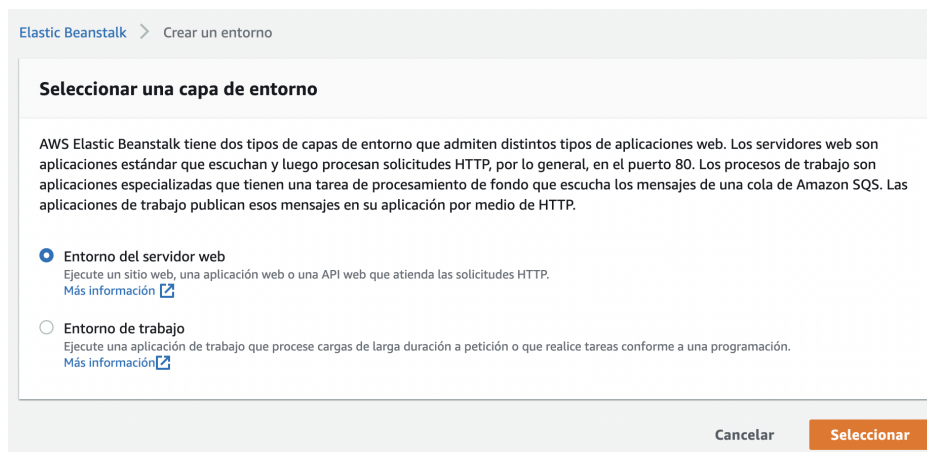 Elastic Beanstalk > Crear un entorno
Seleccionar una capa de entorno
AWS Elastic Beanstalk tiene dos tipos de capas de entorno que admiten distintos tipos de aplicaciones web. Los servidores web son
aplicaciones estándar que escuchan y luego procesan solicitudes HTTP, por lo general, en el puerto 80. Los procesos de trabajo son
aplicaciones especializadas que tienen una tarea de procesamiento de fondo que escucha los mensajes de una cola de Amazon SQS. Las
aplicaciones de trabajo publican esos mensajes en su aplicación por medio de HTTP.
Entorno del servidor web
Ejecute un sitio web, una aplicación web o una API web que atienda las solicitudes HTTP.
Más información
Entorno de trabajo
Ejecute una aplicación de trabajo que procese cargas de larga duración a petición o que realice tareas conforme a una programación.
Más información
Cancelar Seleccionar